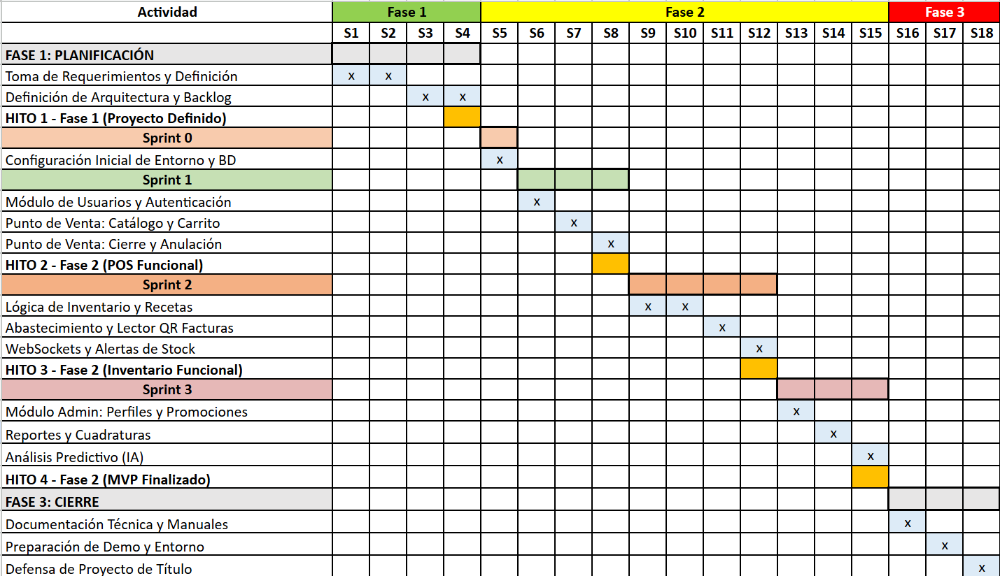 Actividad Fase 1 Fase 2 Fase 3
S1 S2 S3 S4 S5 S6 S7 S8 S9 S10 S11 S12 S13 S14 S15 S16 S17 S18
FASE 1: PLANIFICACIÓN
Toma de Requerimientos y Definición x x
Definición de Arquitectura y Backlog x x
HITO 1 - Fase 1 (Proyecto Definido)
Sprint 0
Configuración Inicial de Entorno y BD x
Sprint 1
Módulo de Usuarios y Autenticación x
Punto de Venta: Catálogo y Carrito x
Punto de Venta: Cierre y Anulación x
HITO 2 - Fase 2 (POS Funcional)
Sprint 2
Lógica de Inventario y Recetas x x
Abastecimiento y Lector QR Facturas x
WebSockets y Alertas de Stock x
HITO 3 - Fase 2 (Inventario Funcional)
Sprint 3
Módulo Admin: Perfiles y Promociones x
Reportes y Cuadraturas x
Análisis Predictivo (IA) x
HITO 4 - Fase 2 (MVP Finalizado)
FASE 3: CIERRE
Documentación Técnica y Manuales x
Preparación de Demo y Entorno x
Defensa de Proyecto de Título x